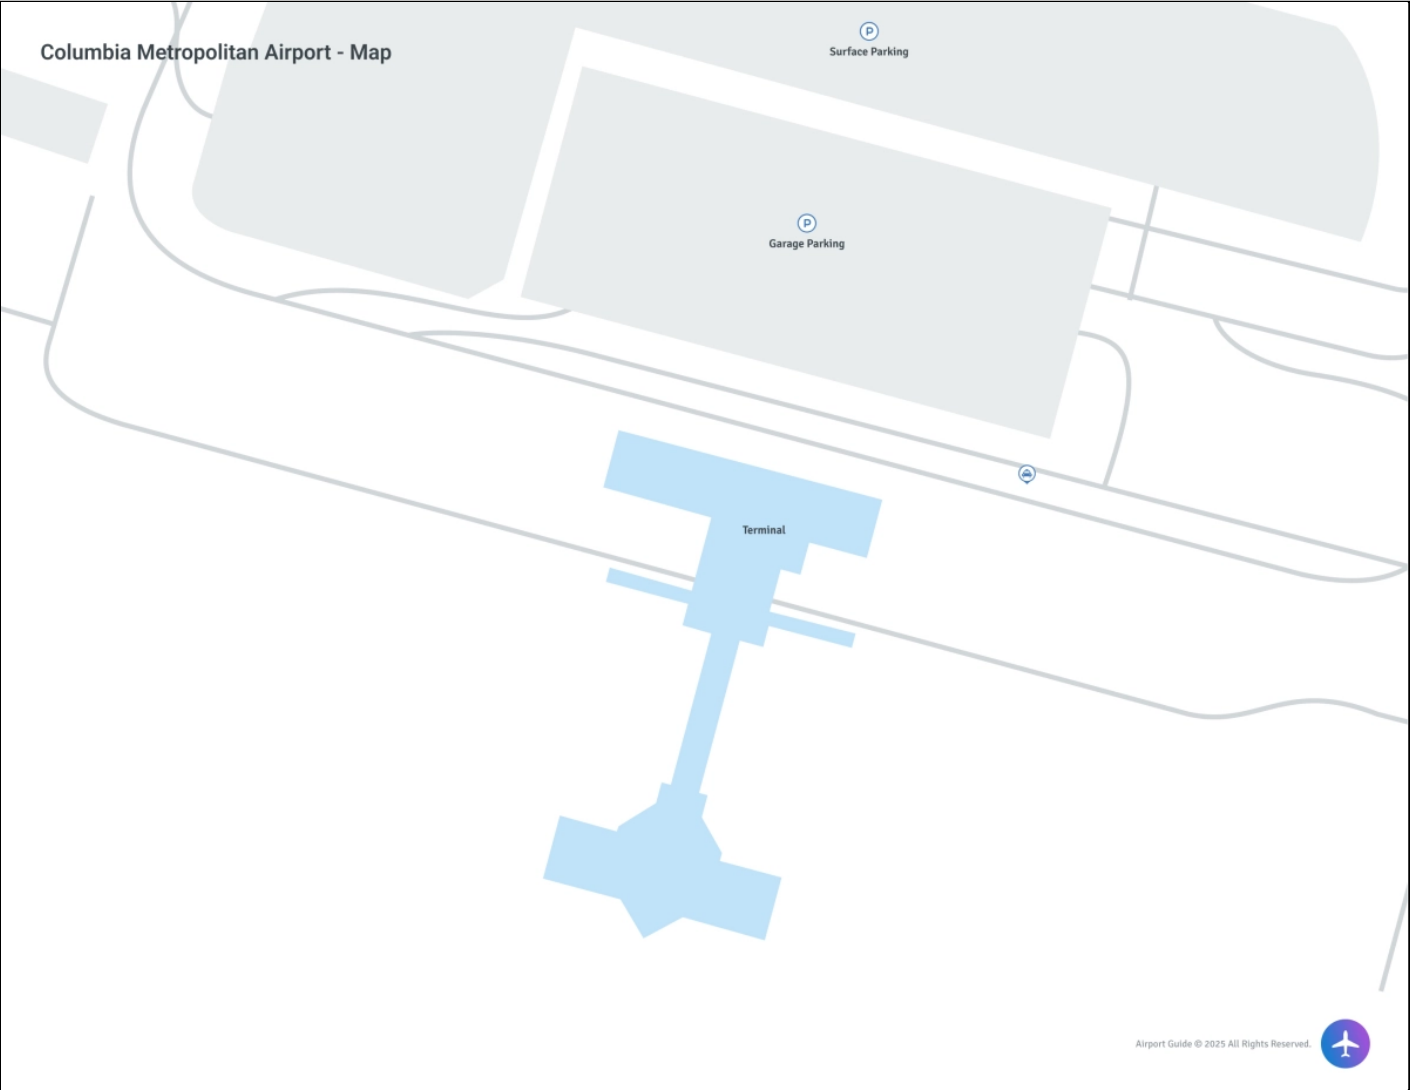 Columbia Metropolitan Airport - Map
P
Surface Parking
P
Garage Parking
Terminal
Airport Guide © 2025 All Rights Reserved.